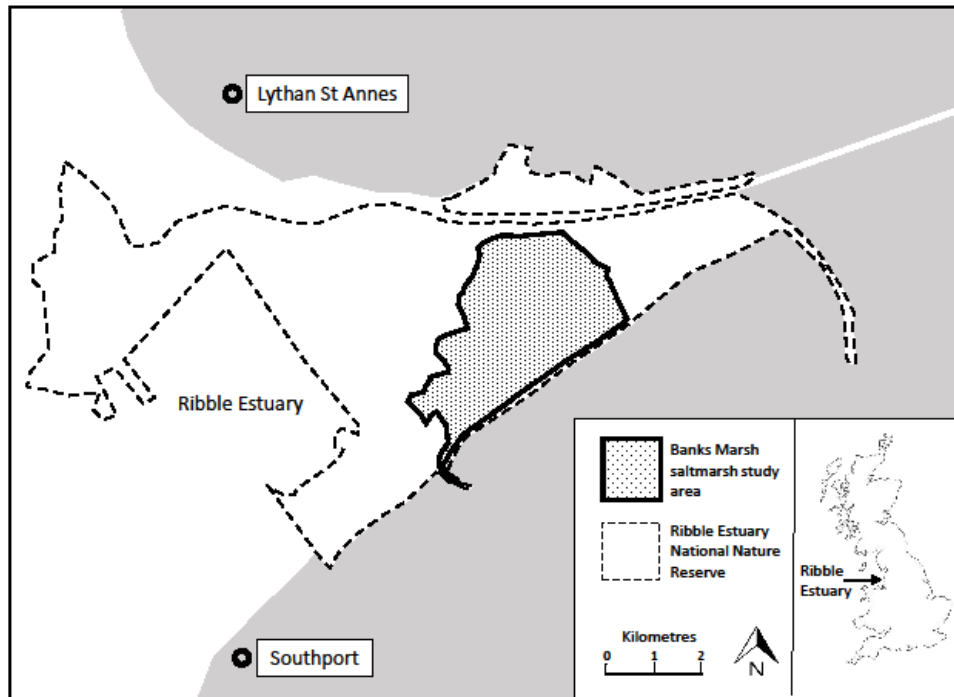 Lythan St Annes
Ribble Estuary
Southport
Banks Marsh
saltmarsh study
area
Ribble Estuary
National Nature
Reserve
Kilometres
0 1 2
N
Ribble
Estuary